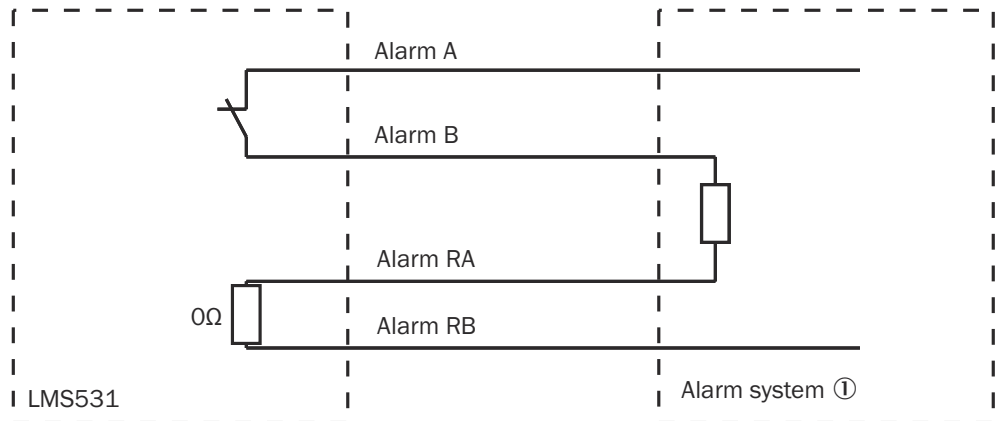 Alarm A
Alarm B
Alarm RA
0Ω
Alarm RB
LMS531
Alarm system ①